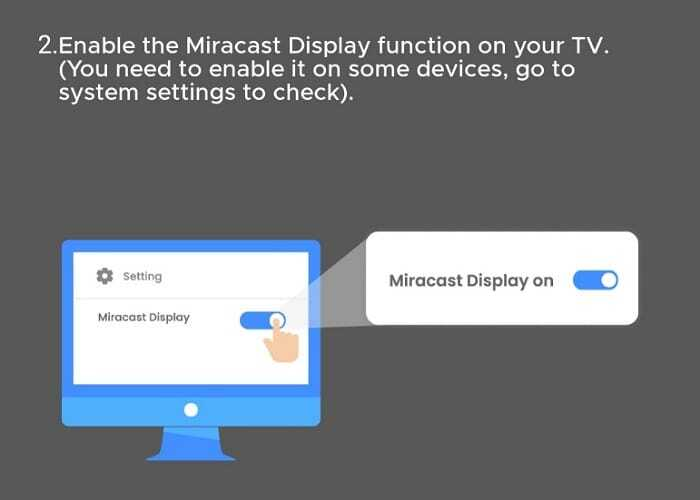 2.Enable the Miracast Display function on your TV.
(You need to enable it on some devices, go to
system settings to check).
Setting
Miracast Display
Miracast Display on